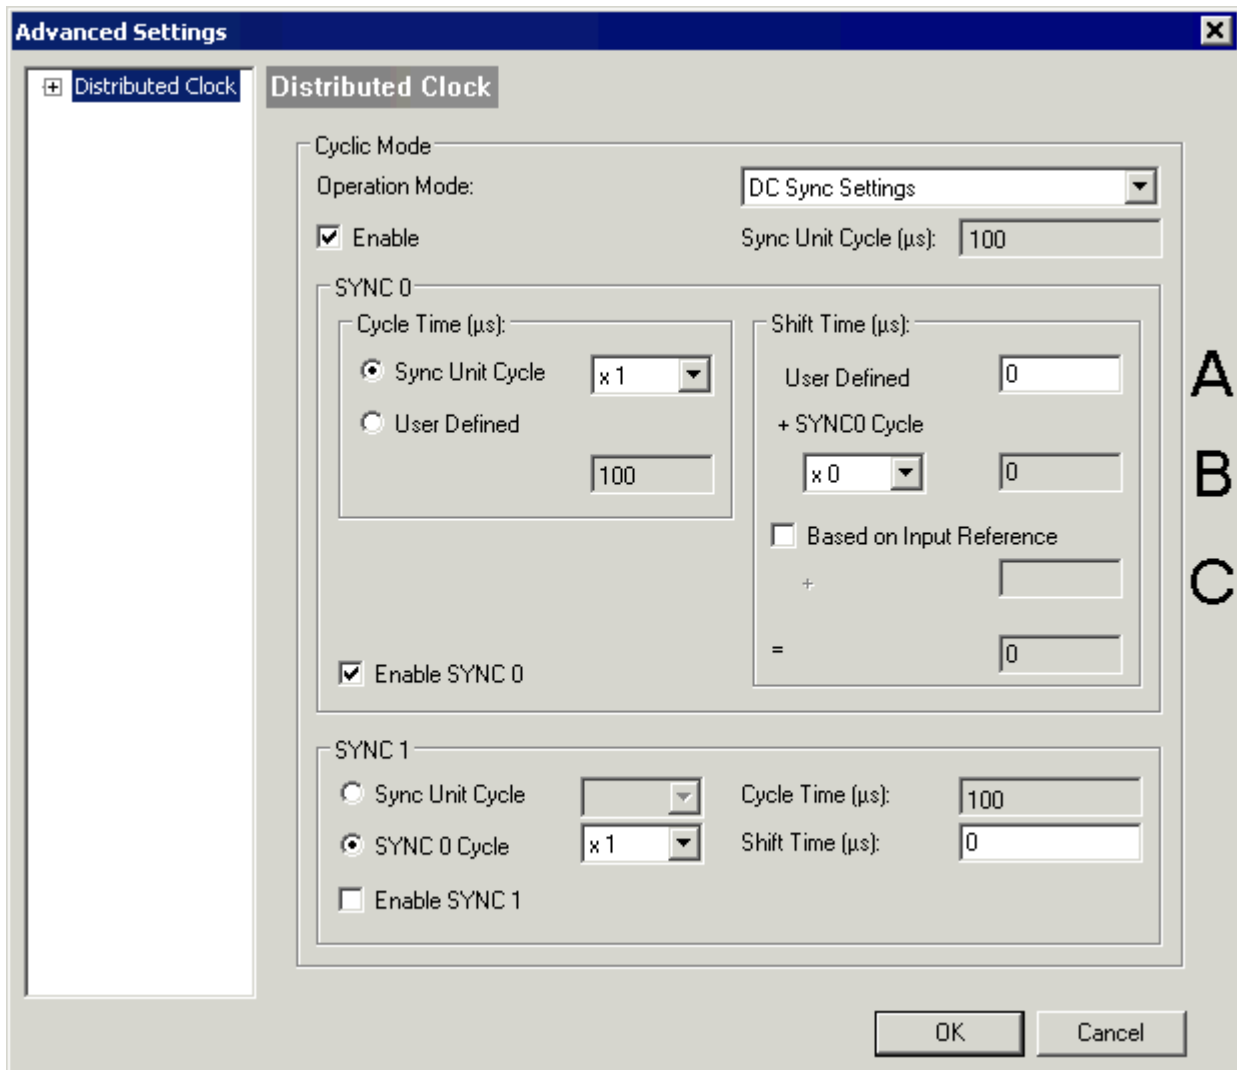 Advanced Settings
Distributed Clock
Distributed Clock
Cyclic Mode
Operation Mode: DC Sync Settings
Enable Sync Unit Cycle (µs): 100
SYNC 0
Cycle Time (µs):
Sync Unit Cycle x 1
User Defined
100
Enable SYNC 0
Shift Time (µs):
User Defined 0 A
+ SYNC0 Cycle
x 0 0 B
Based on Input Reference
+ C
= 0
SYNC 1
Sync Unit Cycle Cycle Time (µs): 100
SYNC 0 Cycle x 1 Shift Time (µs): 0
Enable SYNC 1
OK Cancel